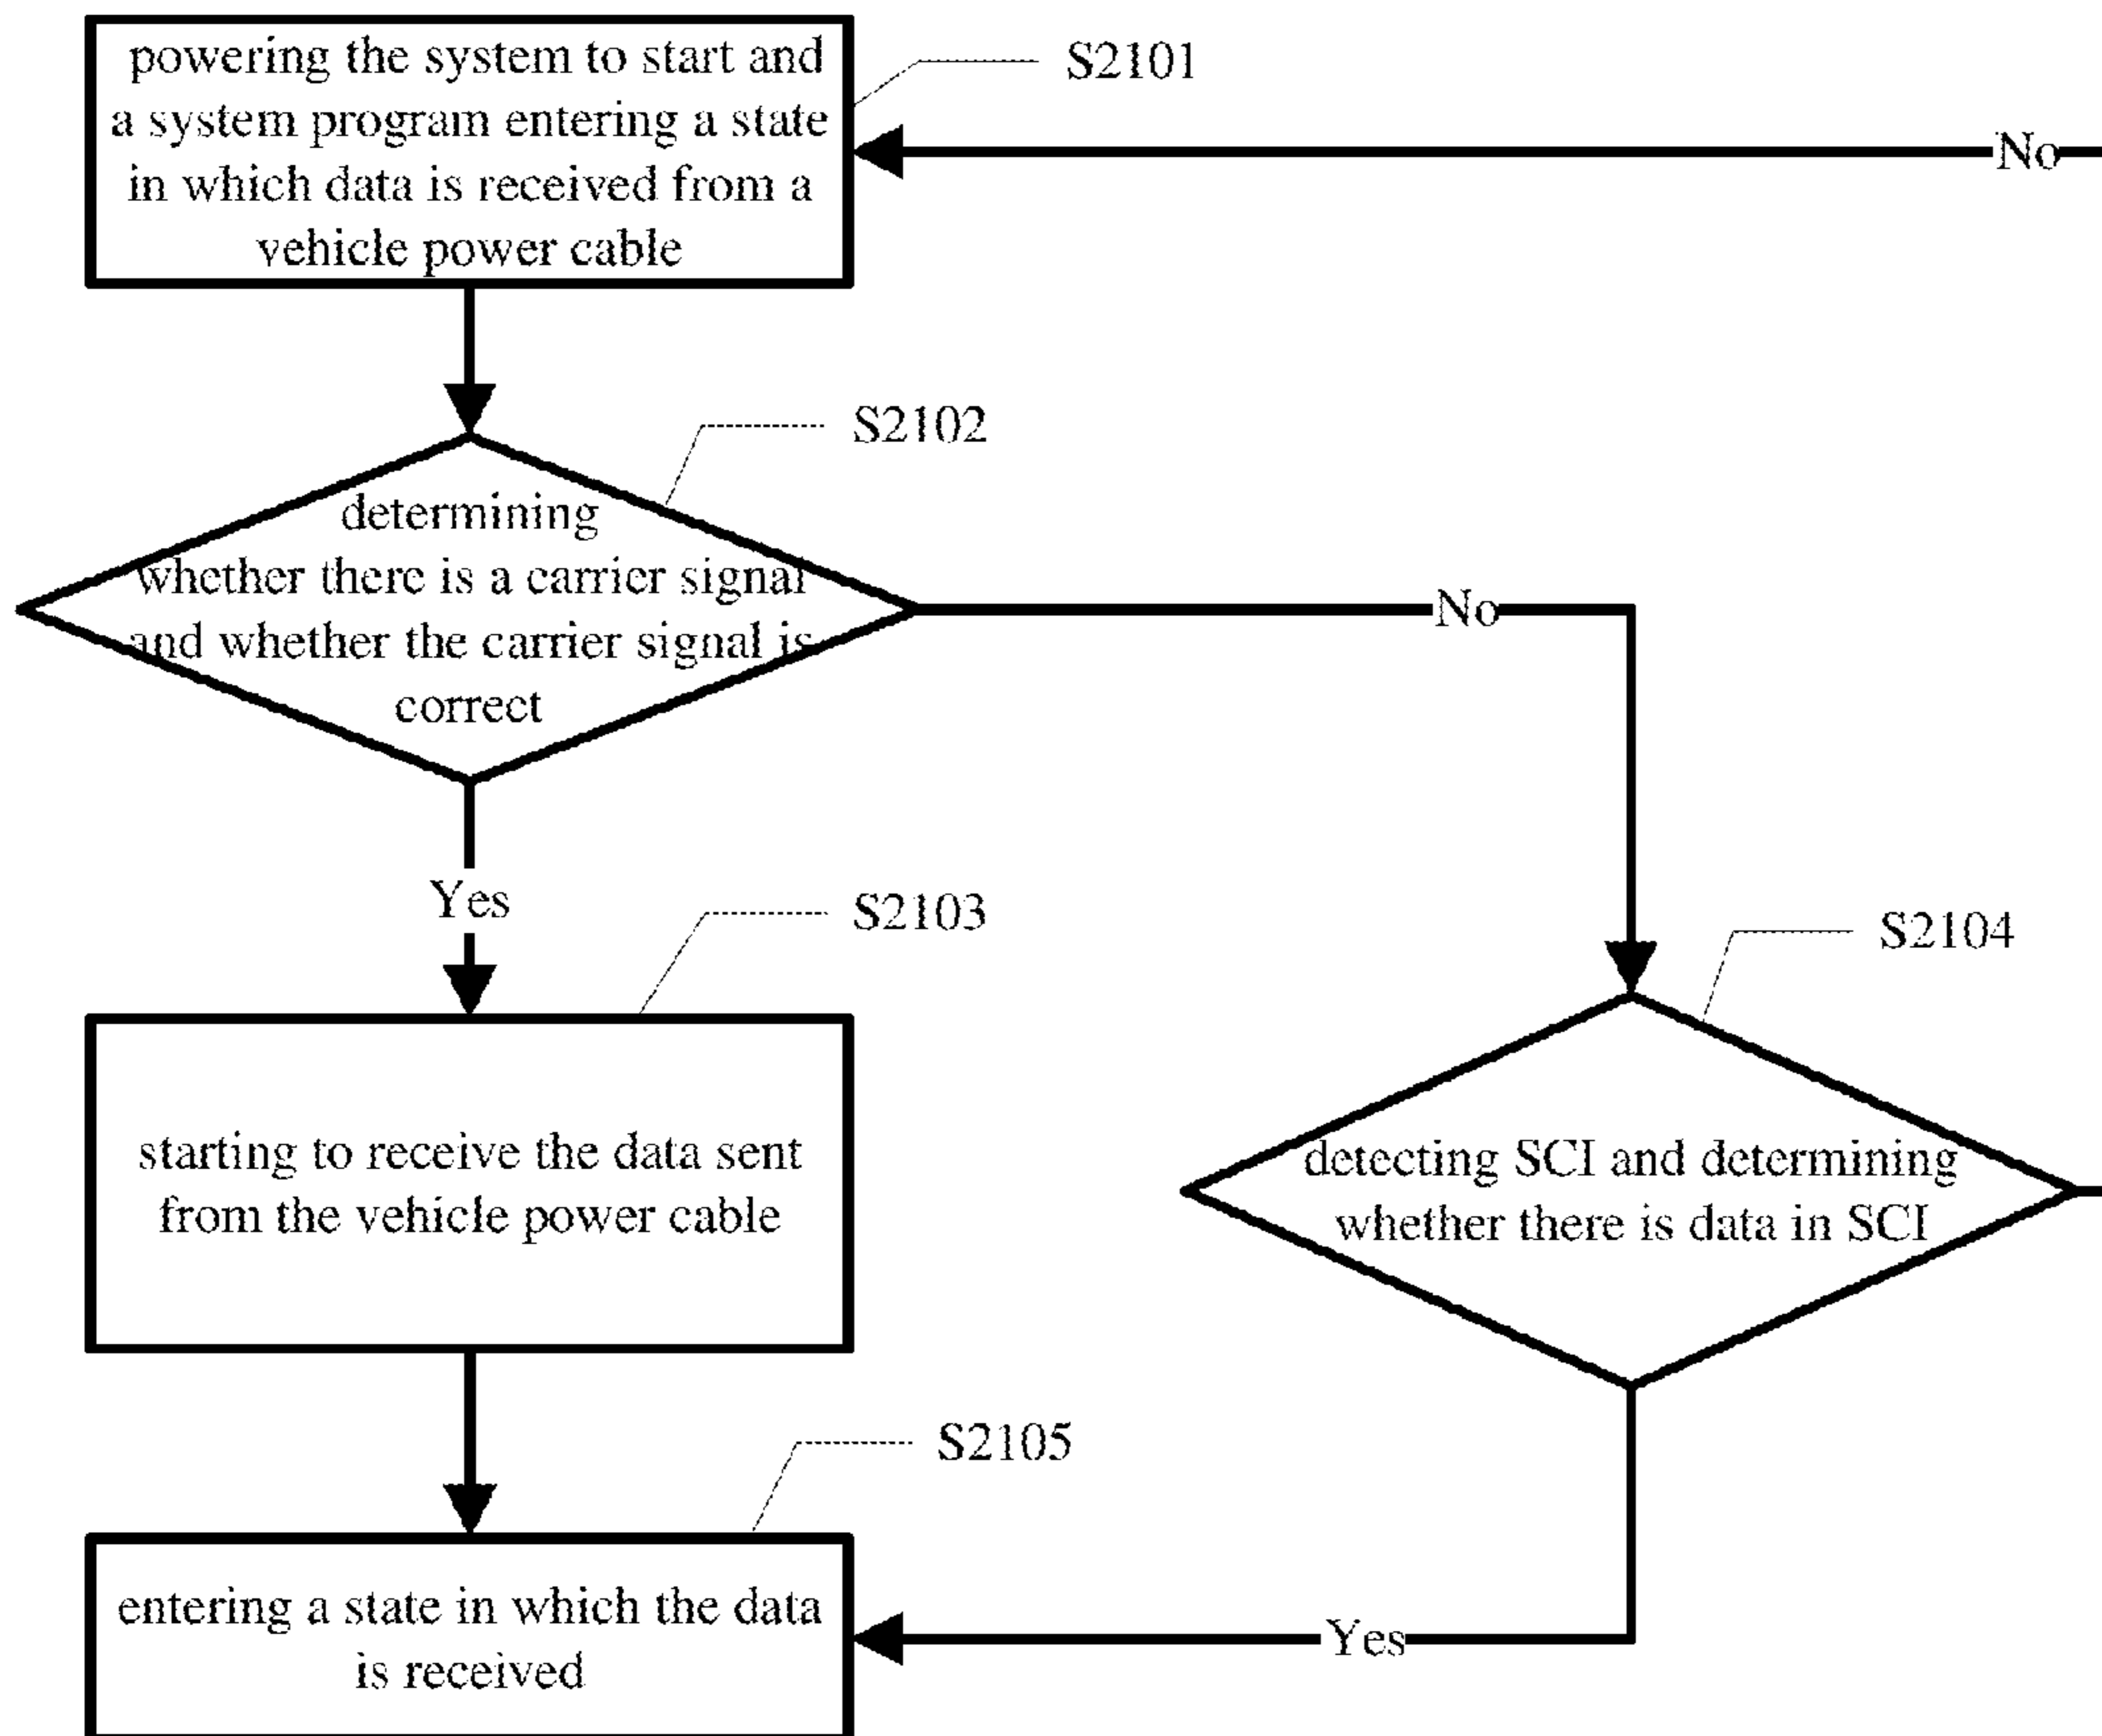 powering the system to start and
a system program entering a state
in which data is received from a
vehicle power cable
S2101
No
S2102
determining
whether there is a carrier signal
and whether the carrier signal is
correct
No
Yes
S2103
S2104
starting to receive the data sent
from the vehicle power cable
detecting SCI and determining
whether there is data in SCI
S2105
entering a state in which the data
is received
Yes